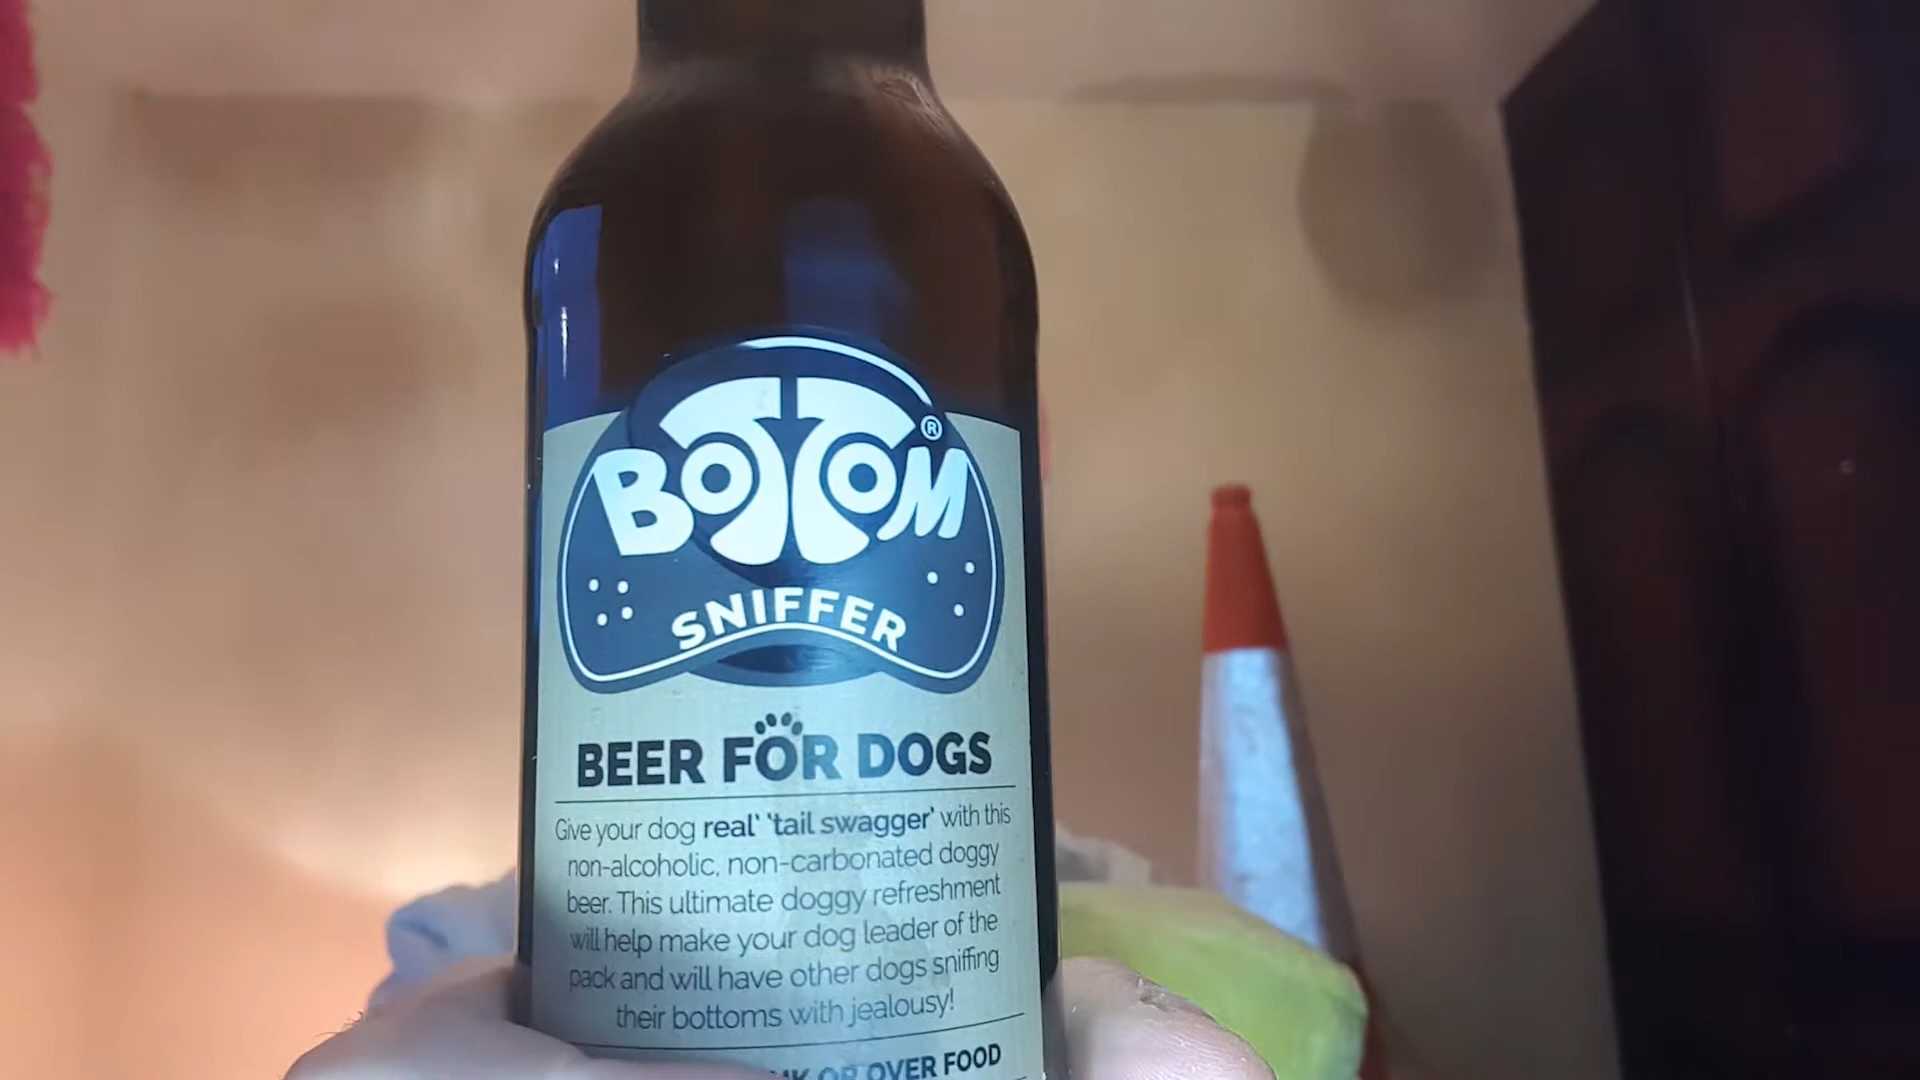 BOTTOM®
SNIFFER
BEER FOR DOGS
Give your dog real' 'tail swagger' with this
non-alcoholic, non-carbonated doggy
beer. This ultimate doggy refreshment
will help make your dog leader of the
pack and will have other dogs sniffing
their bottoms with jealousy!
OR OVER FOOD